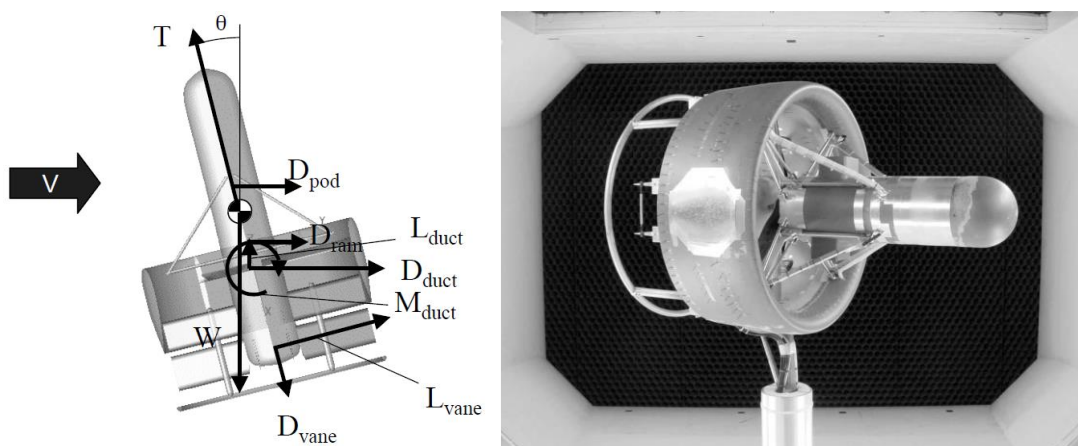 θ
T
V
D_pod
D_ram
L_duct
D_duct
M_duct
W
L_vane
D_vane
Y
X